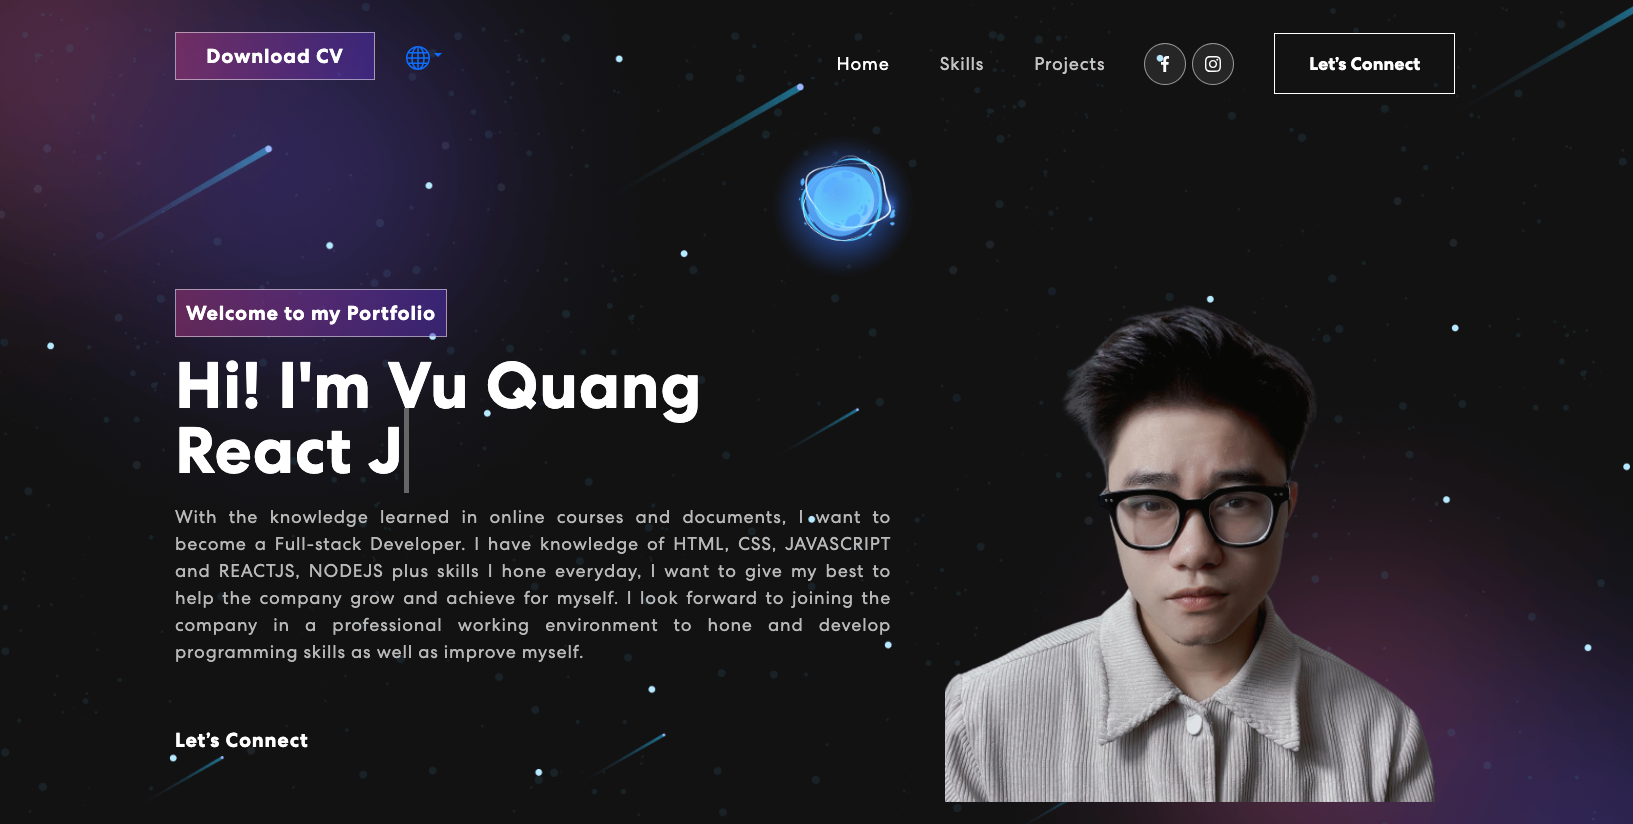 Download CV
Home
Skills
Projects
Let's Connect
Welcome to my Portfolio
Hi! I'm Vu Quang
React J
With the knowledge learned in online courses and documents, I want to
become a Full-stack Developer. I have knowledge of HTML, CSS, JAVASCRIPT
and REACTJS, NODEJS plus skills I hone everyday, I want to give my best to
help the company grow and achieve for myself. I look forward to joining the
company in a professional working environment to hone and develop
programming skills as well as improve myself.
Let's Connect